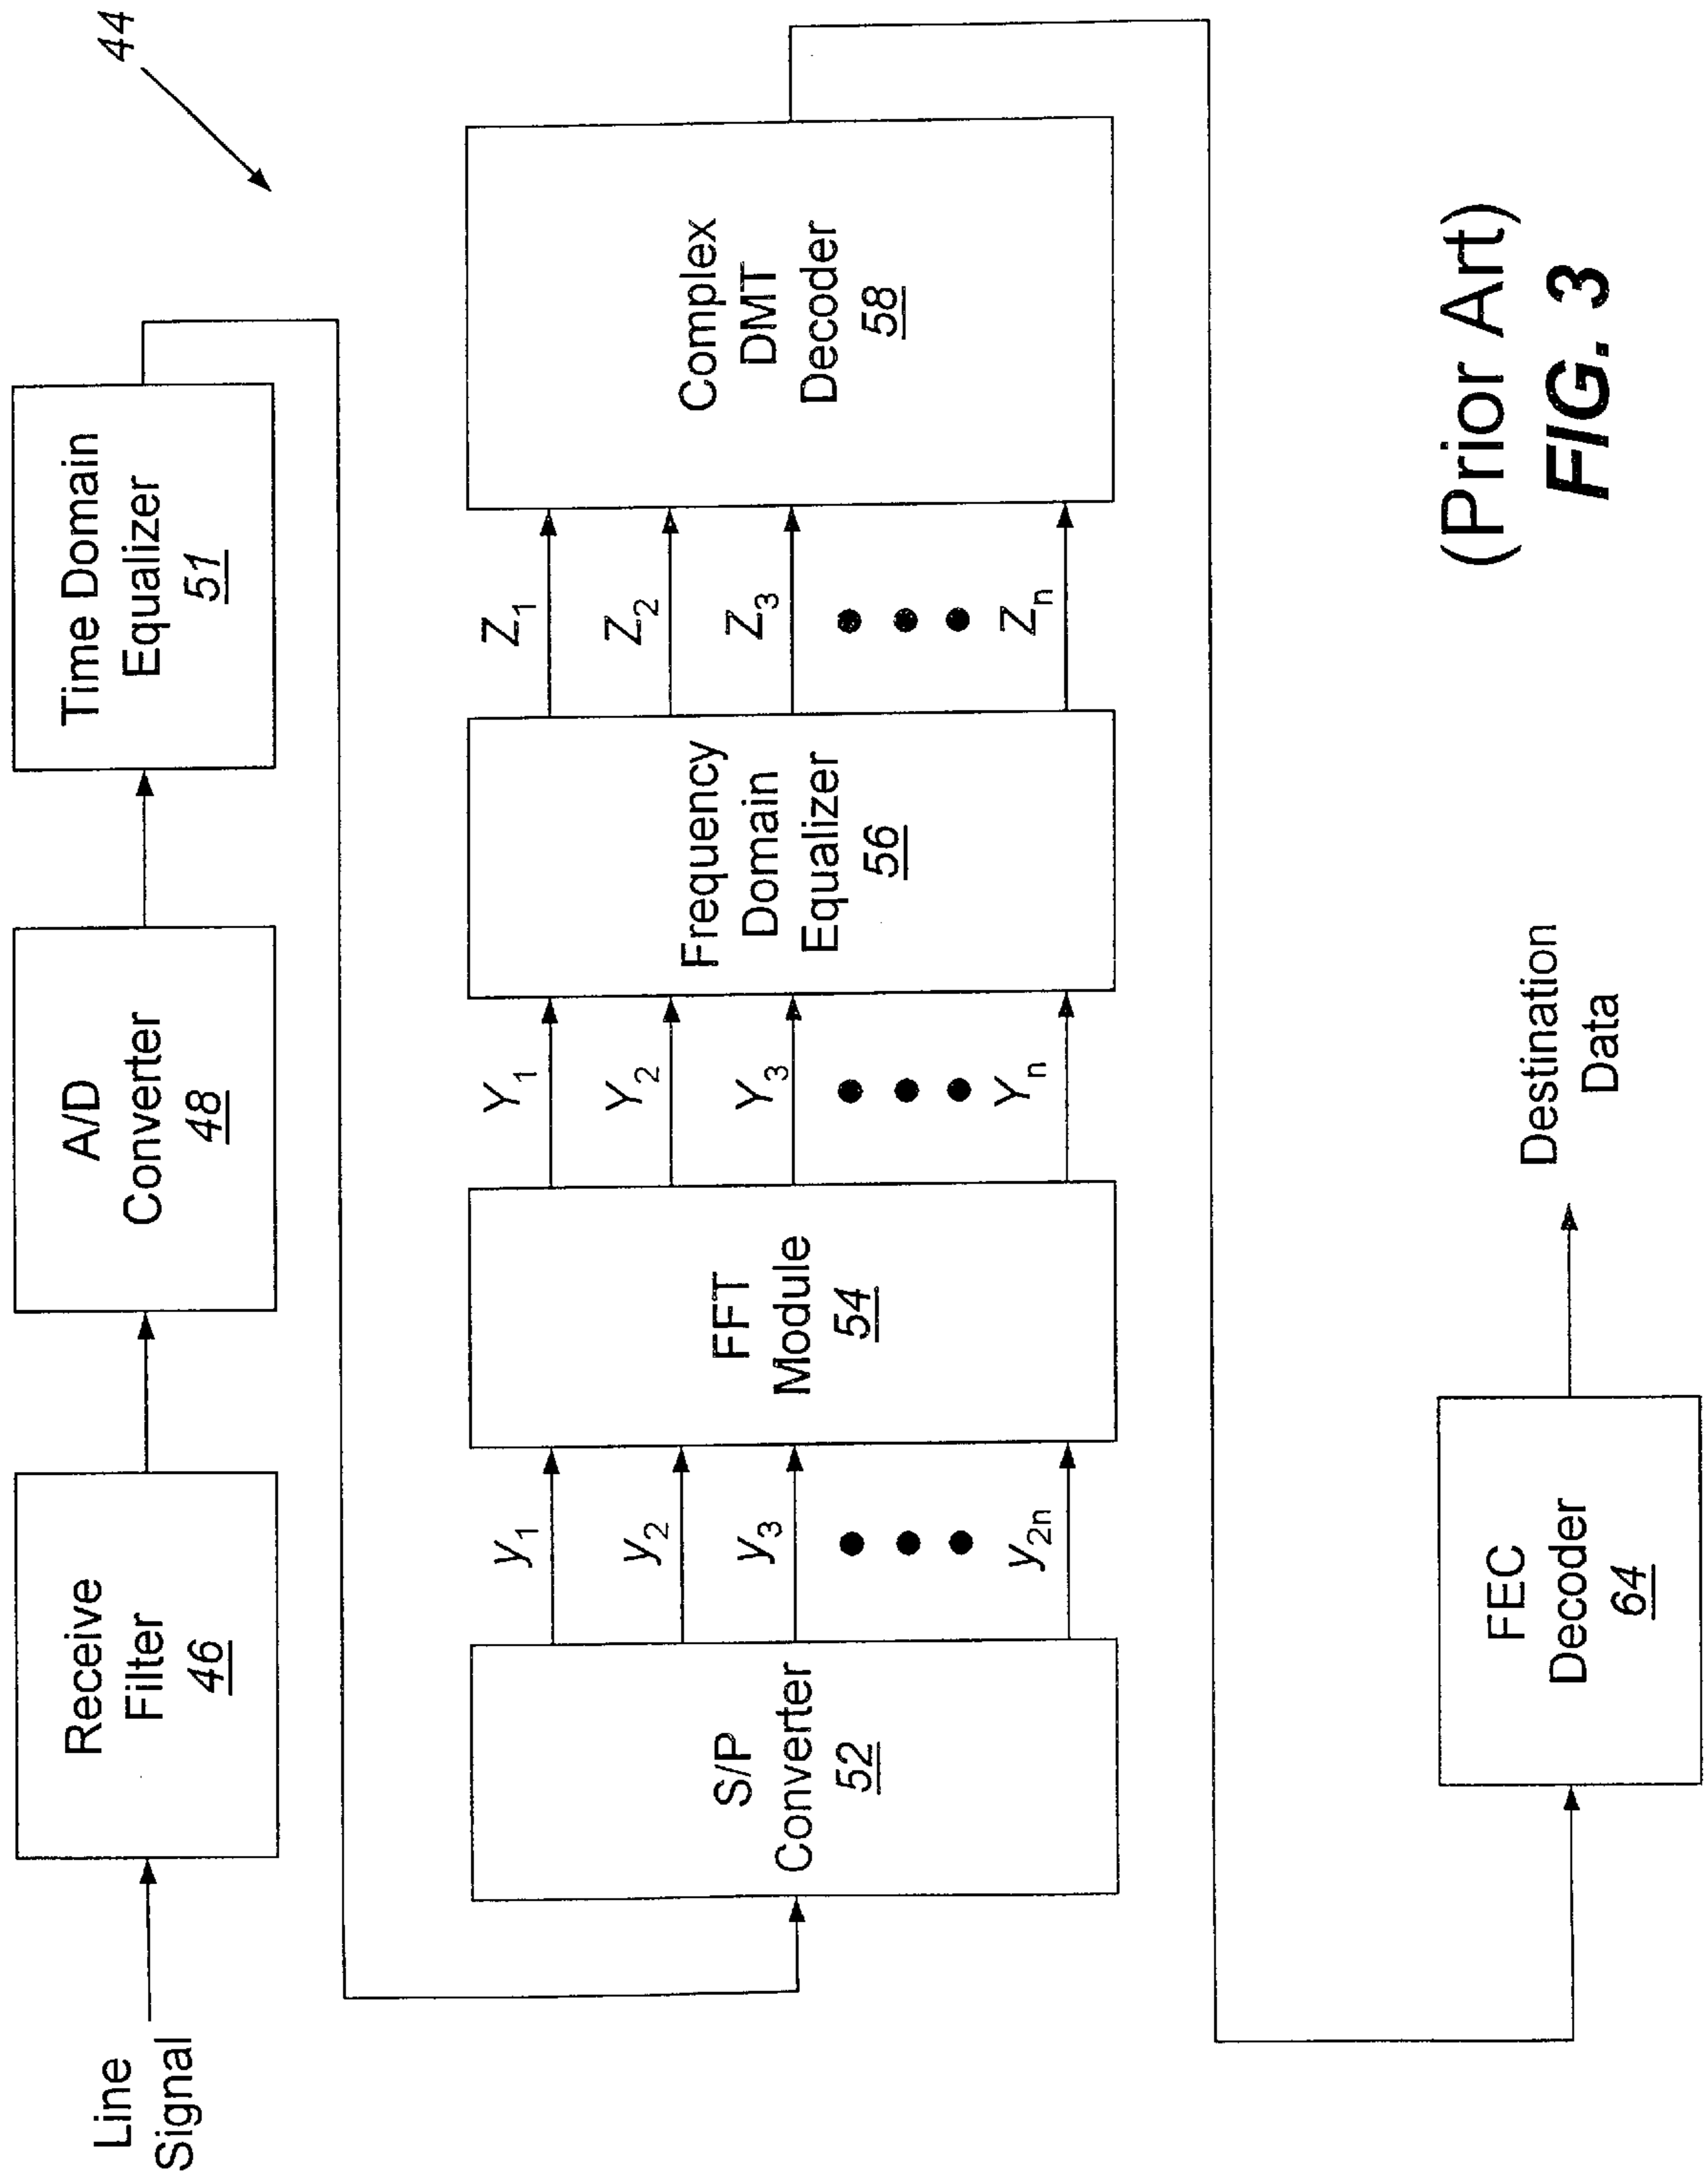 44
Line
Signal
Receive
Filter
46
A/D
Converter
48
Time Domain
Equalizer
51
S/P
Converter
52
y1
y2
y3
y2n
FFT
Module
54
Y1
Y2
Y3
Yn
Frequency
Domain
Equalizer
56
Z1
Z2
Z3
Zn
Complex
DMT
Decoder
58
FEC
Decoder
64
Destination
Data
(Prior Art)
FIG. 3